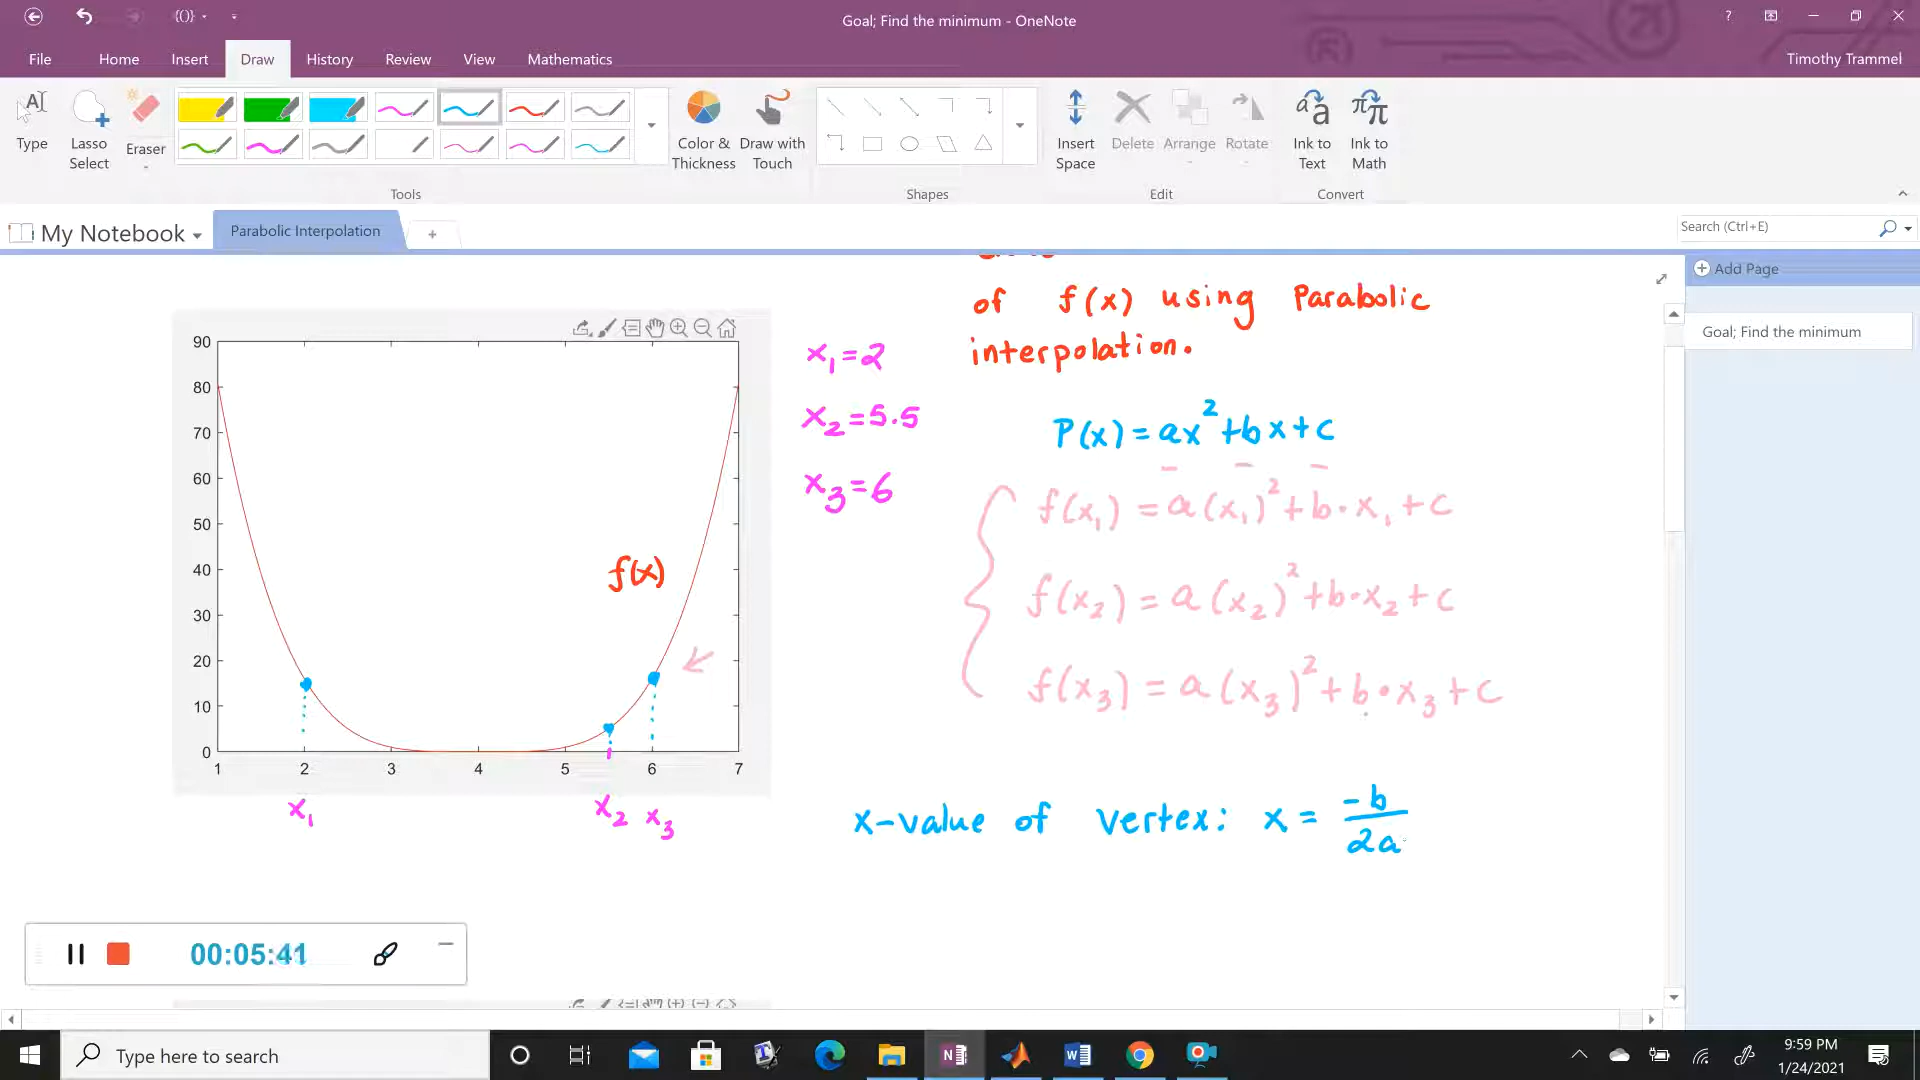 Goal; Find the minimum - OneNote
File Home Insert Draw History Review View Mathematics
Timothy Trammel
Type
Lasso Select
Eraser
Color & Thickness
Draw with Touch
Insert Space
Delete
Arrange
Rotate
Ink to Text
Ink to Math
Tools
Shapes
Edit
Convert
My Notebook
Parabolic Interpolation
Search (Ctrl+E)
Add Page
Goal; Find the minimum
of f(x) using Parabolic
interpolation.
90
80
70
60
50
40
30
20
10
0
1 2 3 4 5 6 7
f(x)
x₁ x₂ x₃
x₁=2
x₂=5.5
x₃=6
P(x)=ax²+bx+c
f(x₁) = a(x₁)²+b·x₁+c
f(x₂) = a(x₂)²+b·x₂+c
f(x₃) = a(x₃)²+b·x₃+c
x-value of vertex: x = -b/2a
00:05:41
Type here to search
9:59 PM
1/24/2021